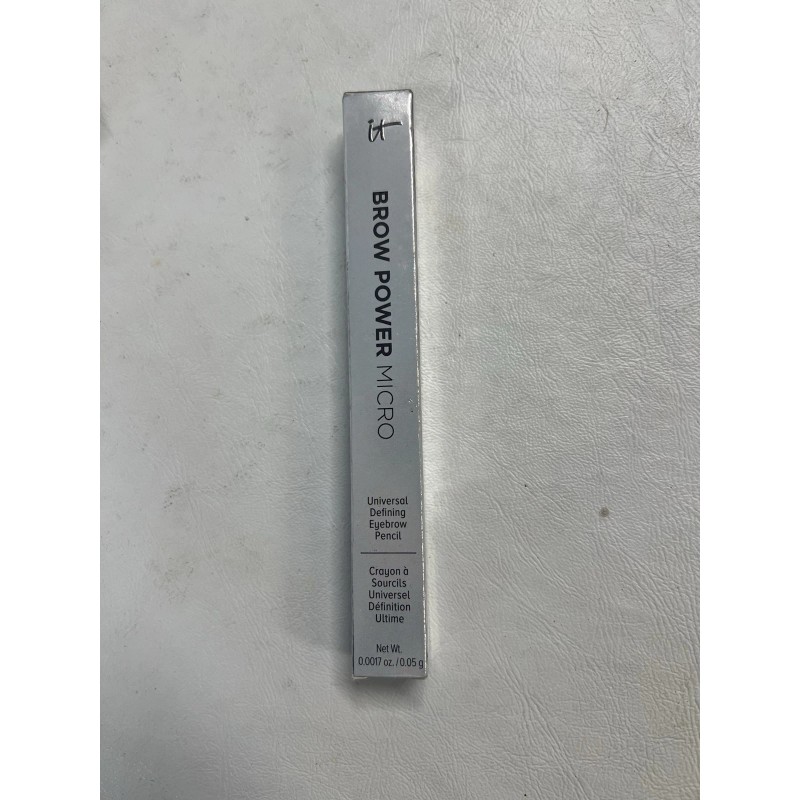 it
BROW POWER MICRO
Universal
Defining
Eyebrow
Pencil
Crayon à
Sourcils
Universel
Définition
Ultime
Net Wt.
0.0017 oz. / 0.05 g